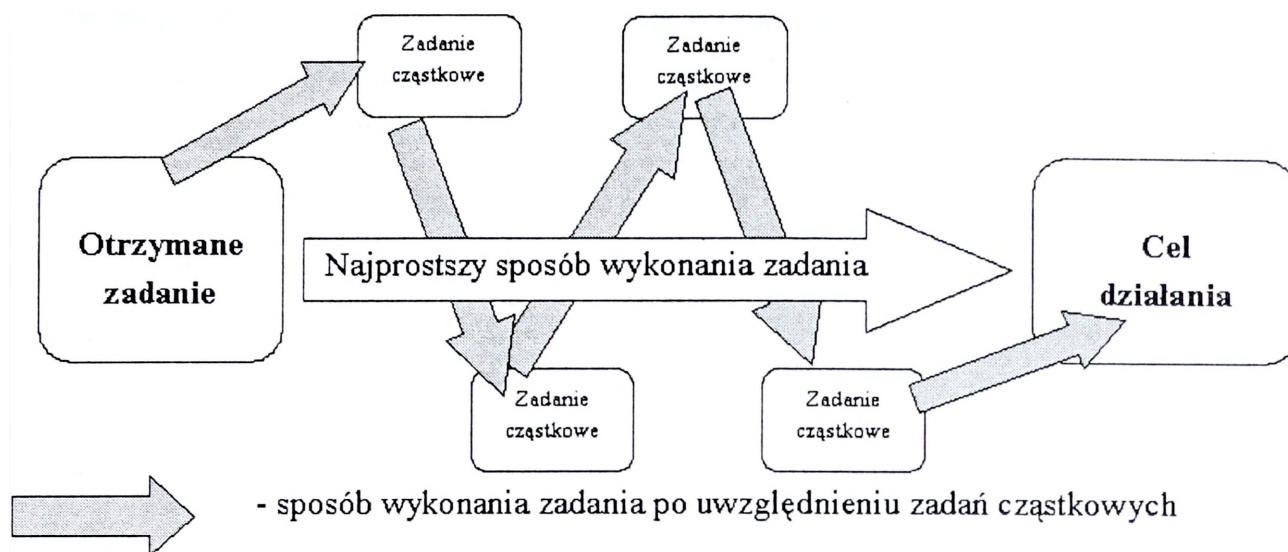 Zadanie
cząstkowe
Zadanie
cząstkowe
Otrzymane
zadanie
Najprostszy sposób wykonania zadania
Cel
działania
Zadanie
cząstkowe
Zadanie
cząstkowe
- sposób wykonania zadania po uwzględnieniu zadań cząstkowych